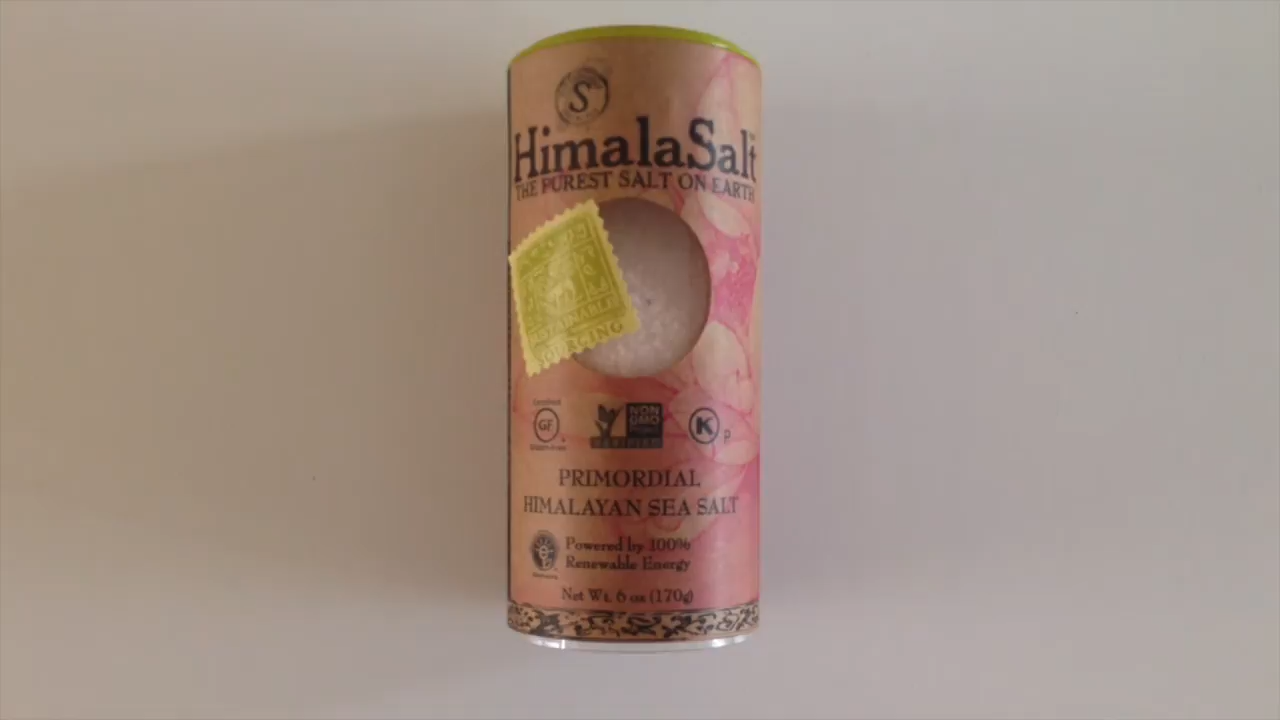 S
HimalaSalt
THE PUREST SALT ON EARTH
SUSTAINABLE
SOURCING
GF
NON
GMO
K
P
PRIMORDIAL
HIMALAYAN SEA SALT
Powered by 100%
Renewable Energy
Net Wt. 6 oz (170g)